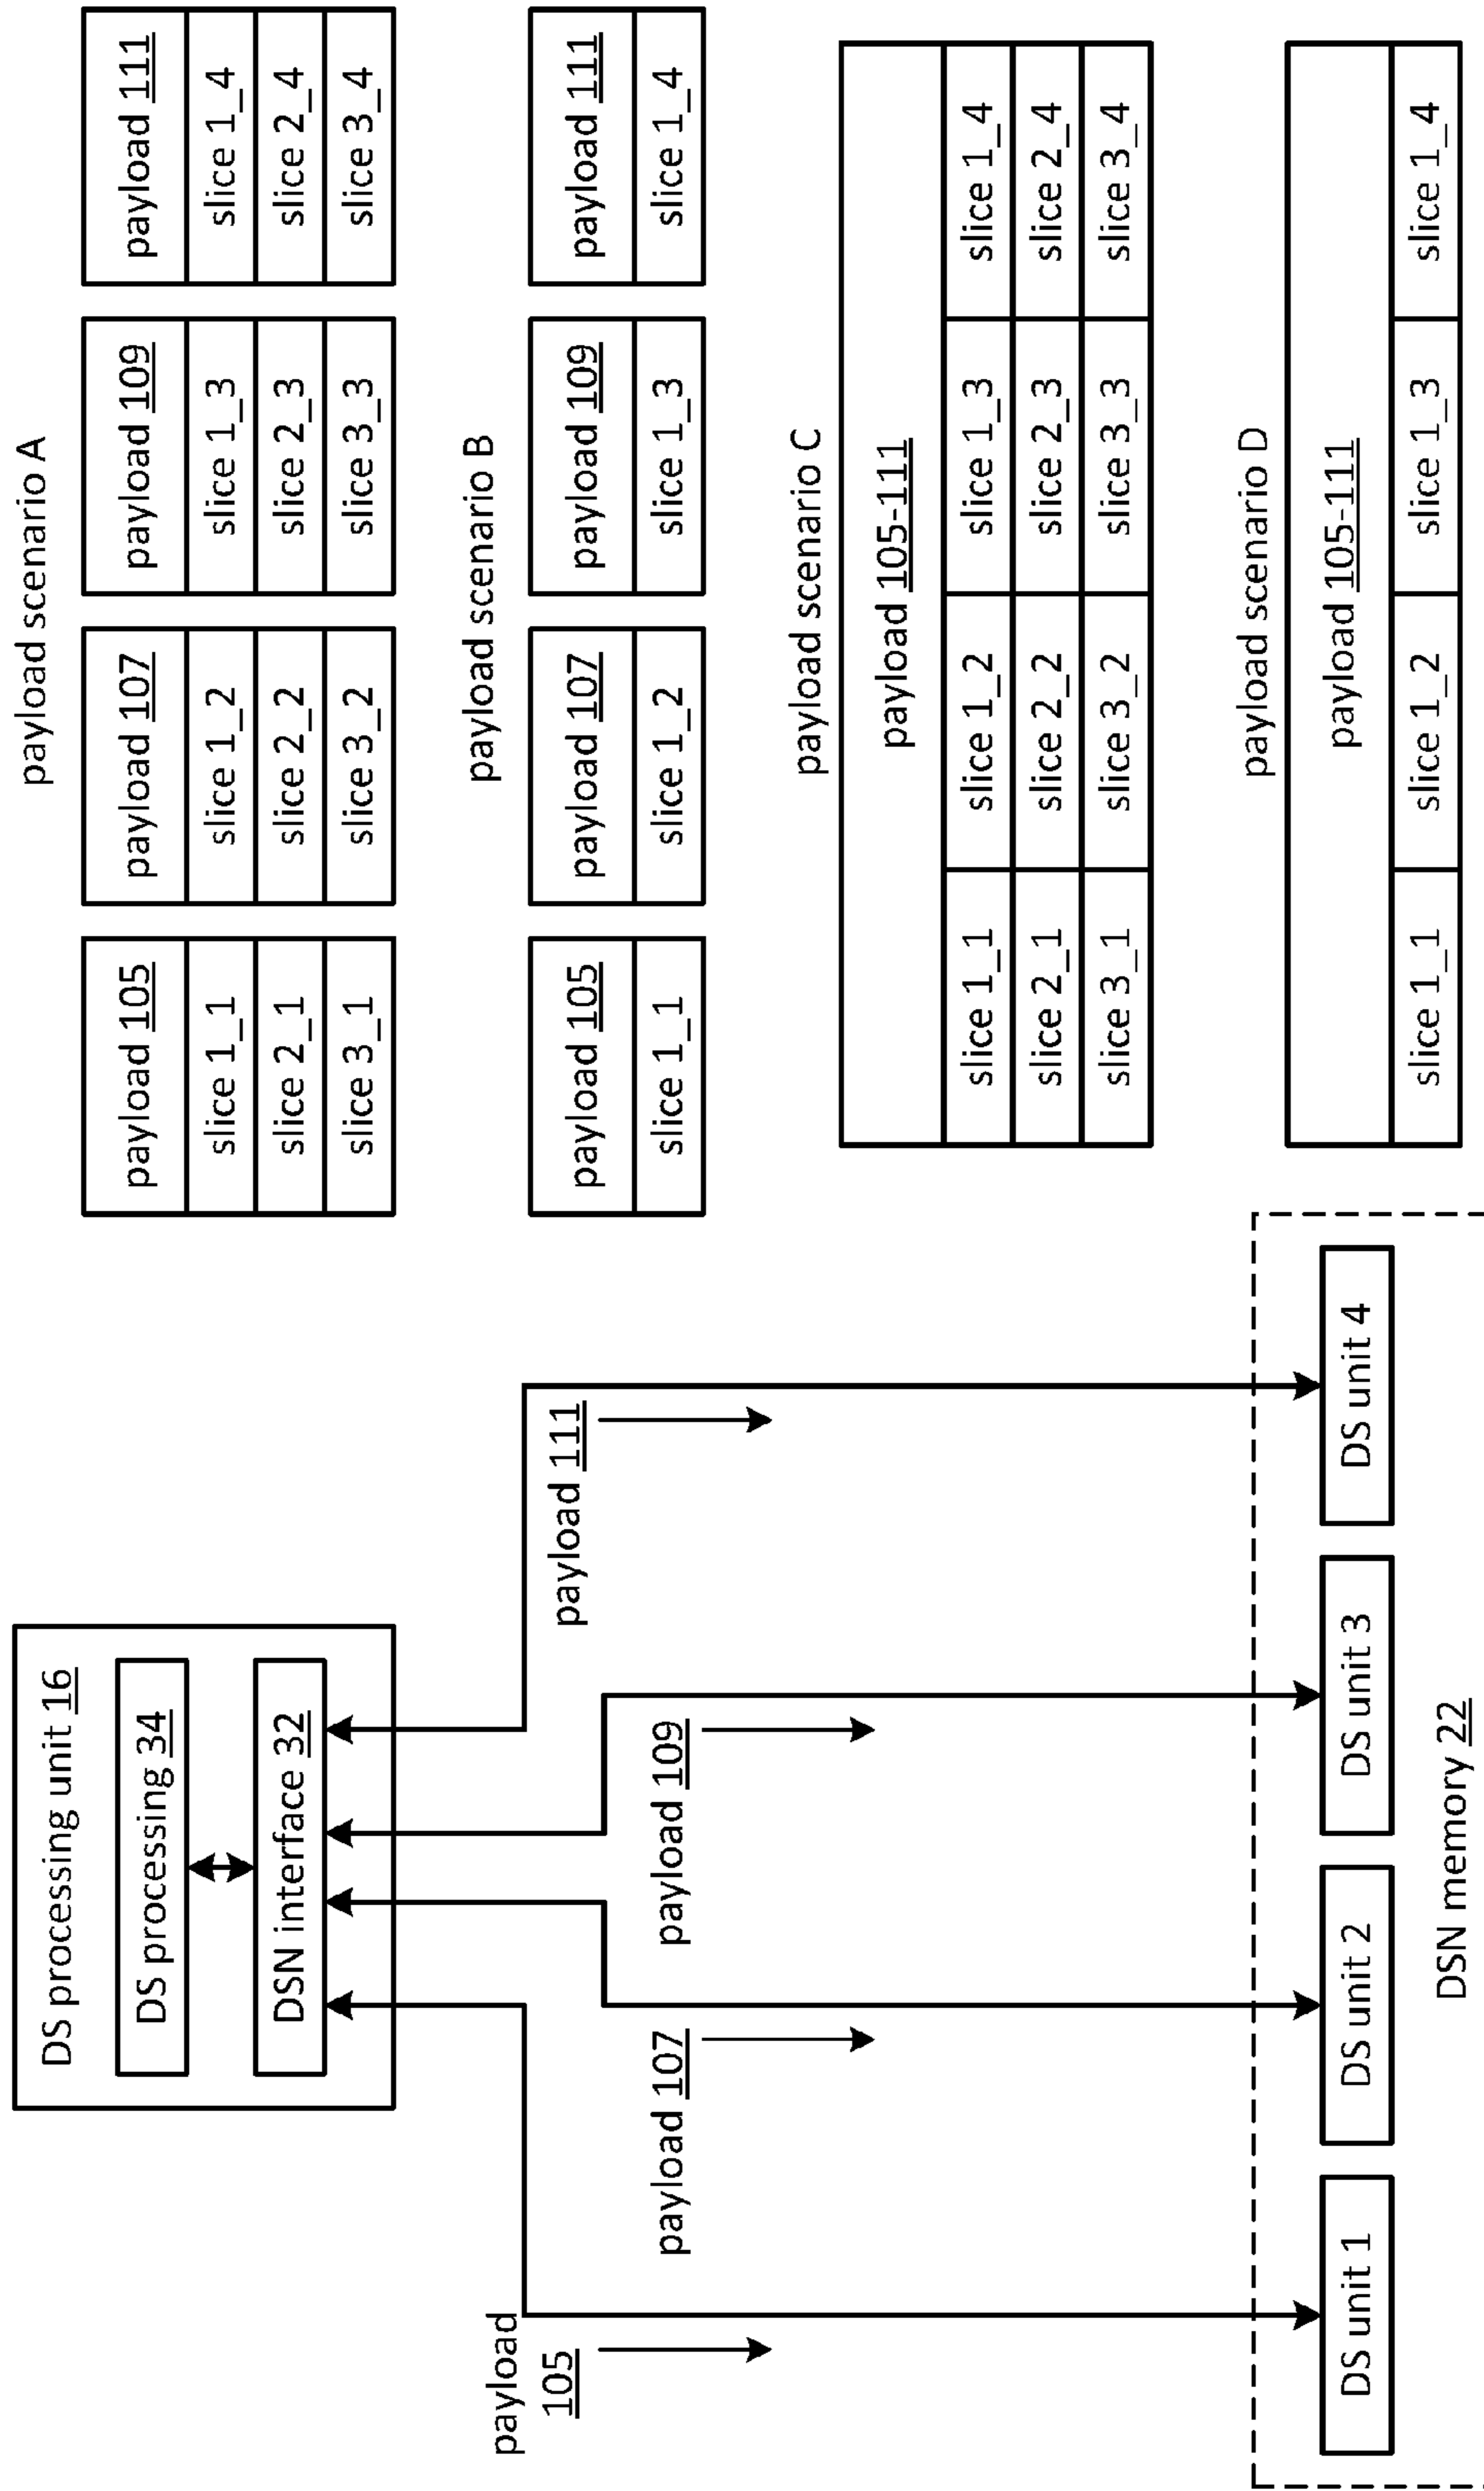 DS processing unit 16
DS processing 34
DSN interface 32
payload
105
payload 107
payload 109
payload 111
DS unit 1
DS unit 2
DS unit 3
DS unit 4
DSN memory 22
payload scenario A
payload 105
slice 1_1
slice 2_1
slice 3_1
payload 107
slice 1_2
slice 2_2
slice 3_2
payload 109
slice 1_3
slice 2_3
slice 3_3
payload 111
slice 1_4
slice 2_4
slice 3_4
payload scenario B
payload 105
slice 1_1
payload 107
slice 1_2
payload 109
slice 1_3
payload 111
slice 1_4
payload scenario C
payload 105-111
slice 1_1 slice 1_2 slice 1_3 slice 1_4
slice 2_1 slice 2_2 slice 2_3 slice 2_4
slice 3_1 slice 3_2 slice 3_3 slice 3_4
payload scenario D
payload 105-111
slice 1_1 slice 1_2 slice 1_3 slice 1_4